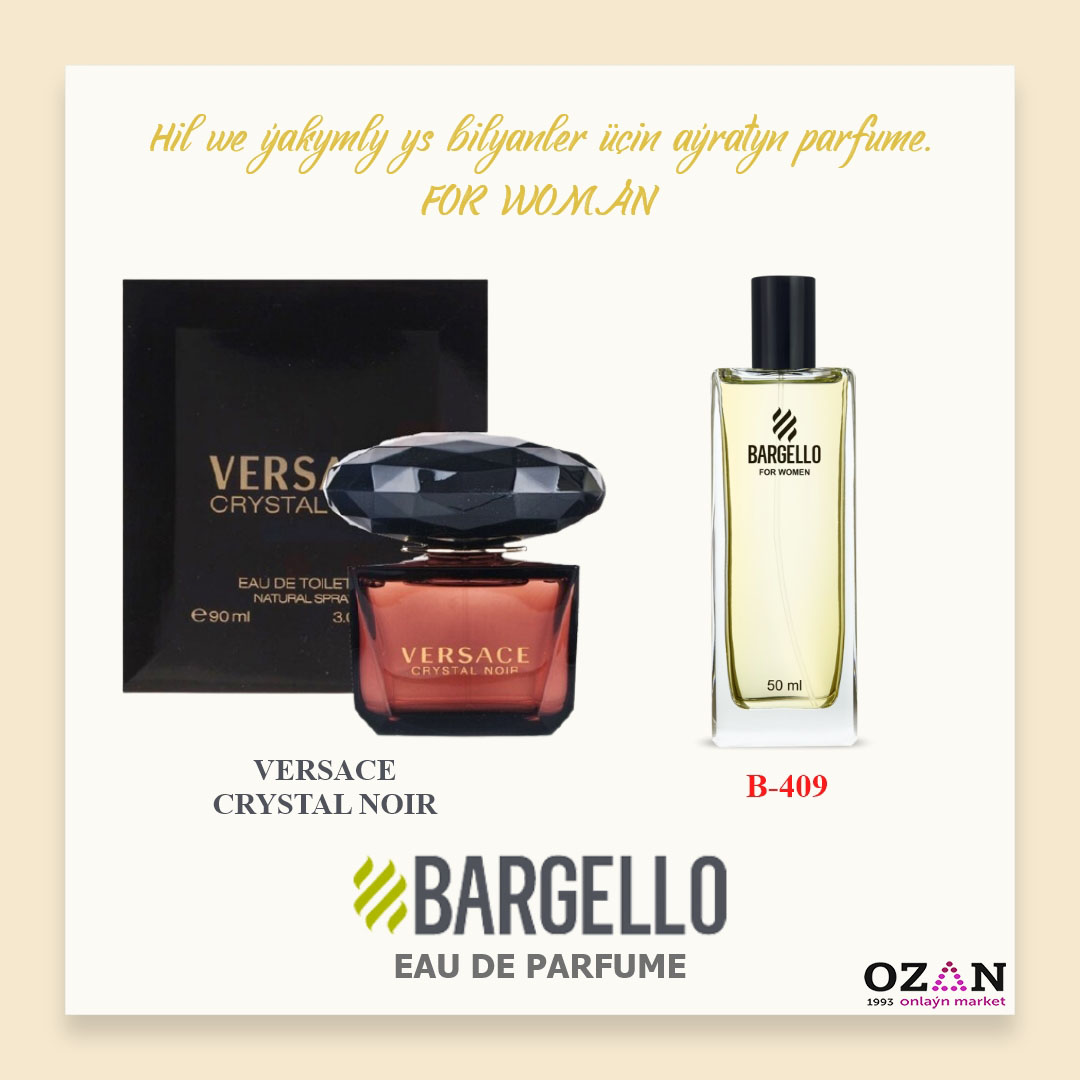 Hil we ýakymly ys bilyanler üçin aýratyn parfume.
FOR WOMAN
VERSA
CRYSTAL
EAU DE TOILET
NATURAL SPRA
℮90 ml 3.0
VERSACE
CRYSTAL NOIR
BARGELLO
FOR WOMEN
50 ml
VERSACE
CRYSTAL NOIR
B-409
BARGELLO
EAU DE PARFUME
OZAN
1993 onlaýn market